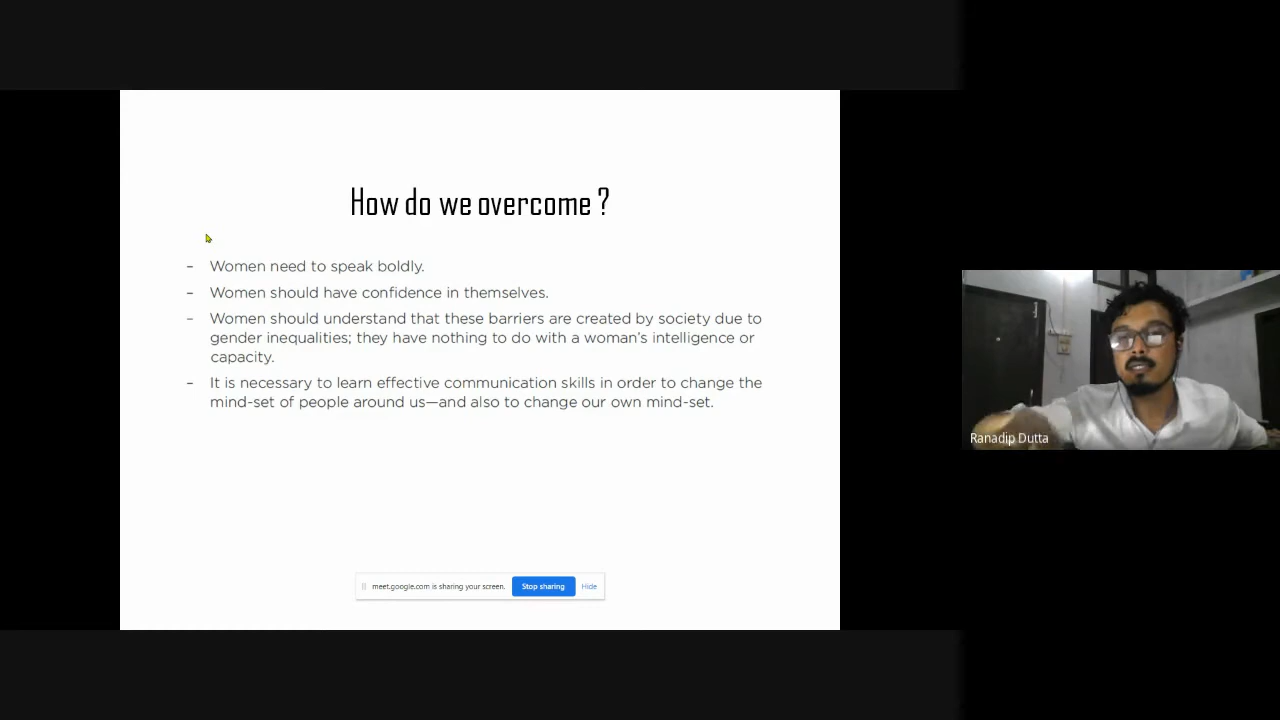 How do we overcome ?
– Women need to speak boldly.
– Women should have confidence in themselves.
– Women should understand that these barriers are created by society due to
gender inequalities; they have nothing to do with a woman’s intelligence or
capacity.
– It is necessary to learn effective communication skills in order to change the
mind-set of people around us—and also to change our own mind-set.
Ranadip Dutta
meet.google.com is sharing your screen. Stop sharing Hide